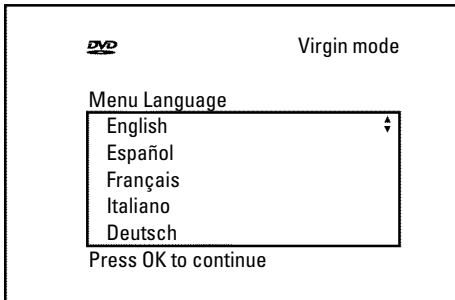 DVD Virgin mode
Menu Language
English
Español
Français
Italiano
Deutsch
Press OK to continue